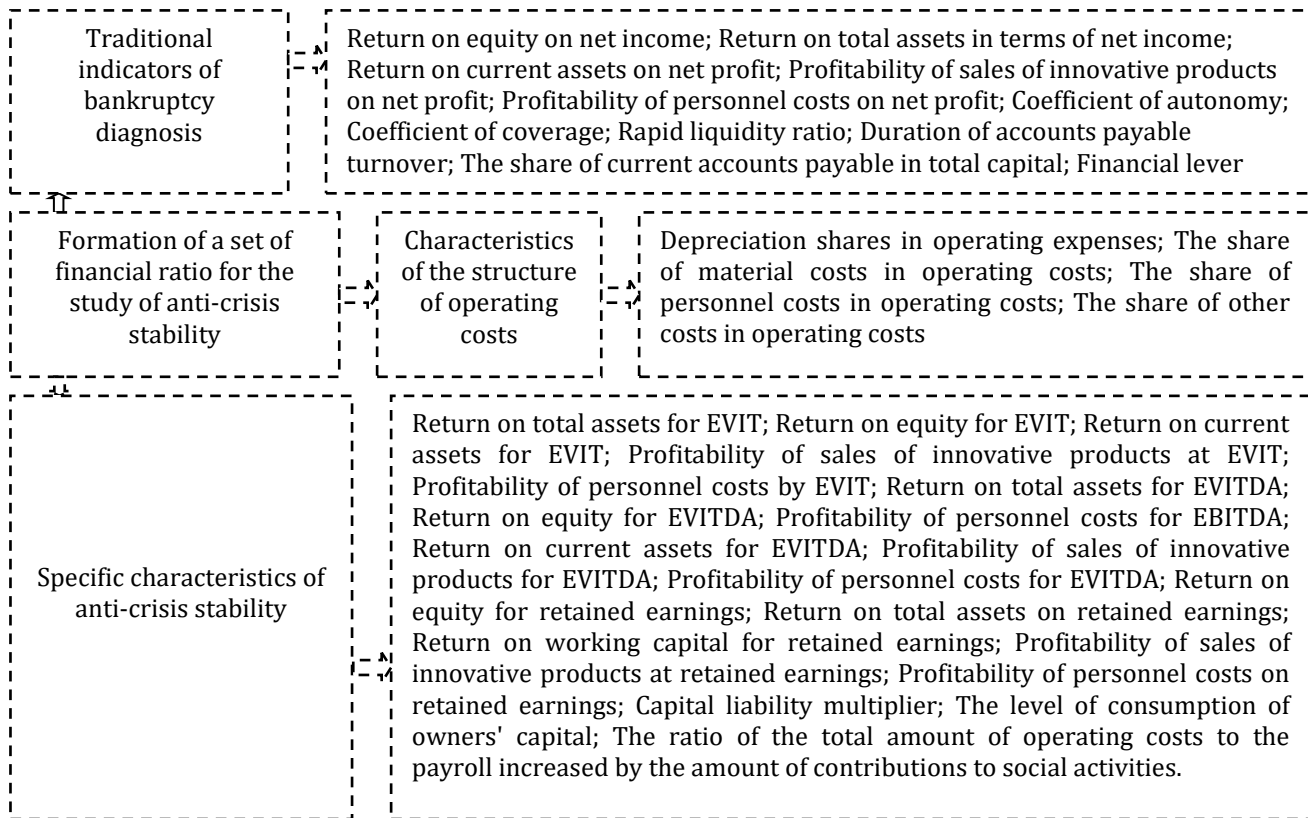 Traditional
indicators of
bankruptcy
diagnosis
Return on equity on net income; Return on total assets in terms of net income;
Return on current assets on net profit; Profitability of sales of innovative products
on net profit; Profitability of personnel costs on net profit; Coefficient of autonomy;
Coefficient of coverage; Rapid liquidity ratio; Duration of accounts payable
turnover; The share of current accounts payable in total capital; Financial lever
Formation of a set of
financial ratio for the
study of anti-crisis
stability
Characteristics
of the structure
of operating
costs
Depreciation shares in operating expenses; The share
of material costs in operating costs; The share of
personnel costs in operating costs; The share of other
costs in operating costs
Specific characteristics of
anti-crisis stability
Return on total assets for EVIT; Return on equity for EVIT; Return on current
assets for EVIT; Profitability of sales of innovative products at EVIT;
Profitability of personnel costs by EVIT; Return on total assets for EVITDA;
Return on equity for EVITDA; Profitability of personnel costs for EBITDA;
Return on current assets for EVITDA; Profitability of sales of innovative
products for EVITDA; Profitability of personnel costs for EVITDA; Return on
equity for retained earnings; Return on total assets on retained earnings;
Return on working capital for retained earnings; Profitability of sales of
innovative products at retained earnings; Profitability of personnel costs on
retained earnings; Capital liability multiplier; The level of consumption of
owners' capital; The ratio of the total amount of operating costs to the
payroll increased by the amount of contributions to social activities.